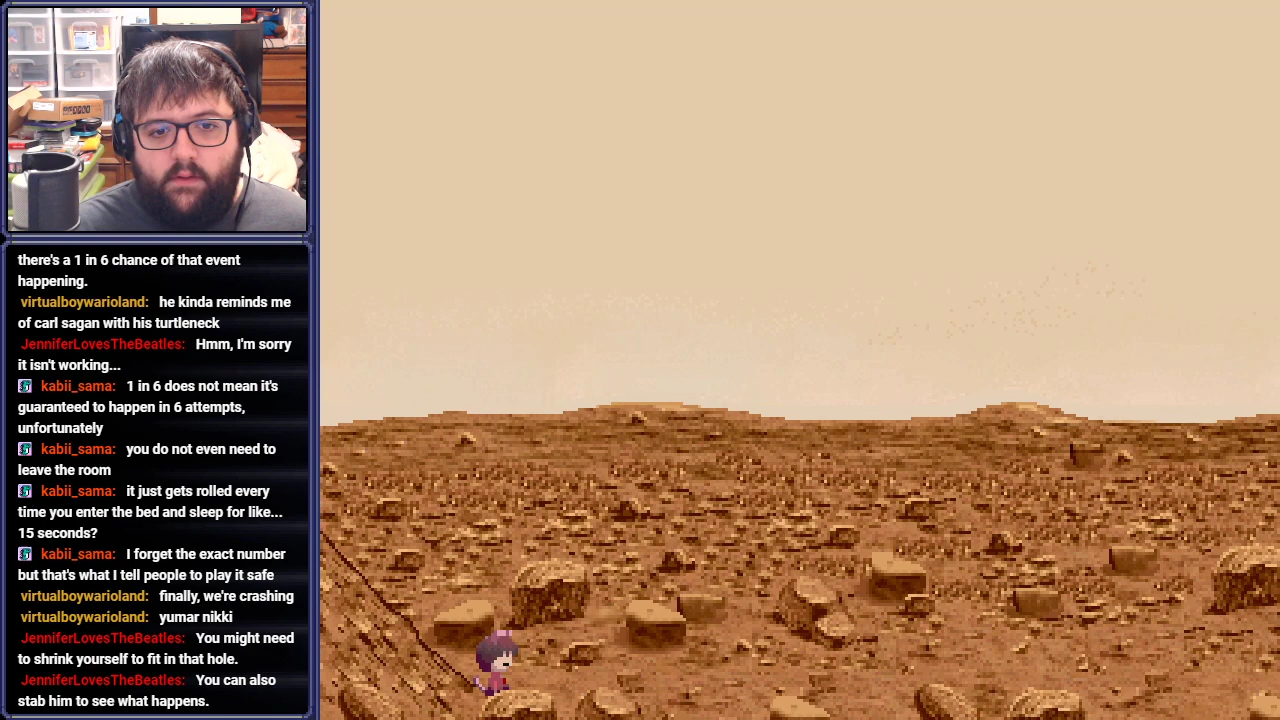 there's a 1 in 6 chance of that event
happening.
virtualboywarioland: he kinda reminds me
of carl sagan with his turtleneck
JenniferLovesTheBeatles: Hmm, I'm sorry
it isn't working...
kabii_sama: 1 in 6 does not mean it's
guaranteed to happen in 6 attempts,
unfortunately
kabii_sama: you do not even need to
leave the room
kabii_sama: it just gets rolled every
time you enter the bed and sleep for like...
15 seconds?
kabii_sama: I forget the exact number
but that's what I tell people to play it safe
virtualboywarioland: finally, we're crashing
virtualboywarioland: yumar nikki
JenniferLovesTheBeatles: You might need
to shrink yourself to fit in that hole.
JenniferLovesTheBeatles: You can also
stab him to see what happens.